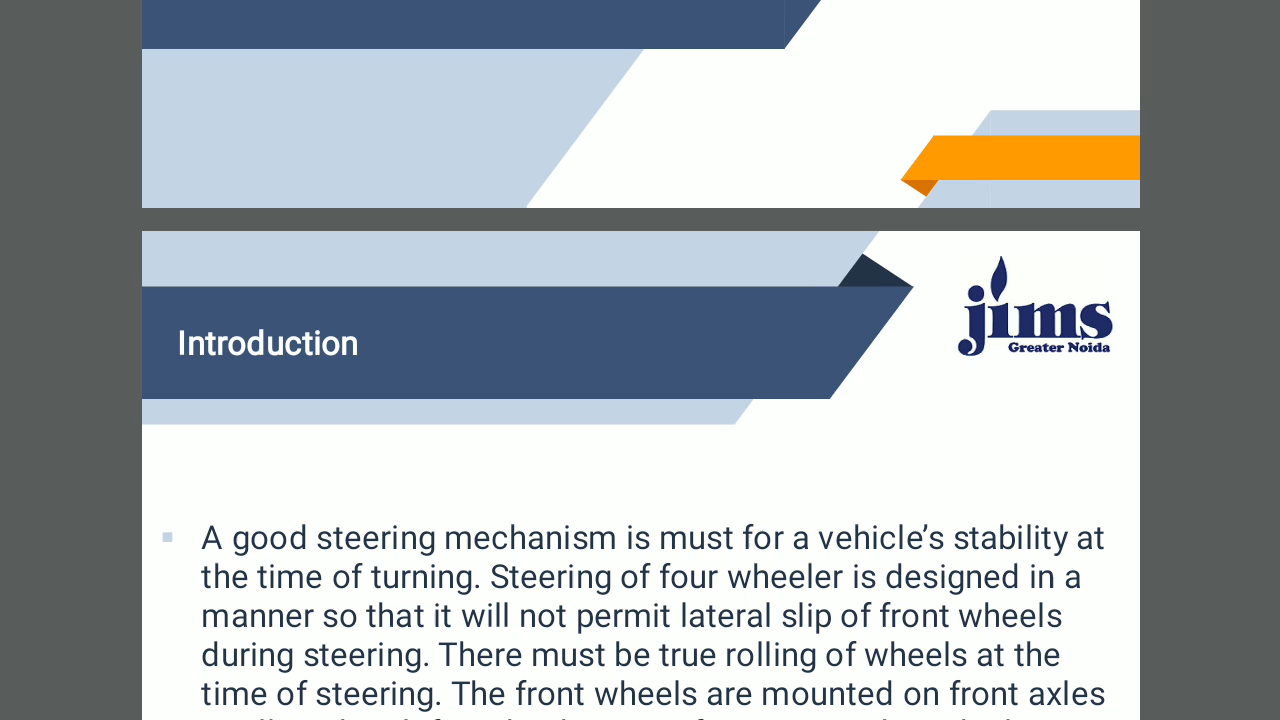 jims
Greater Noida
Introduction
A good steering mechanism is must for a vehicle’s stability at
the time of turning. Steering of four wheeler is designed in a
manner so that it will not permit lateral slip of front wheels
during steering. There must be true rolling of wheels at the
time of steering. The front wheels are mounted on front axles